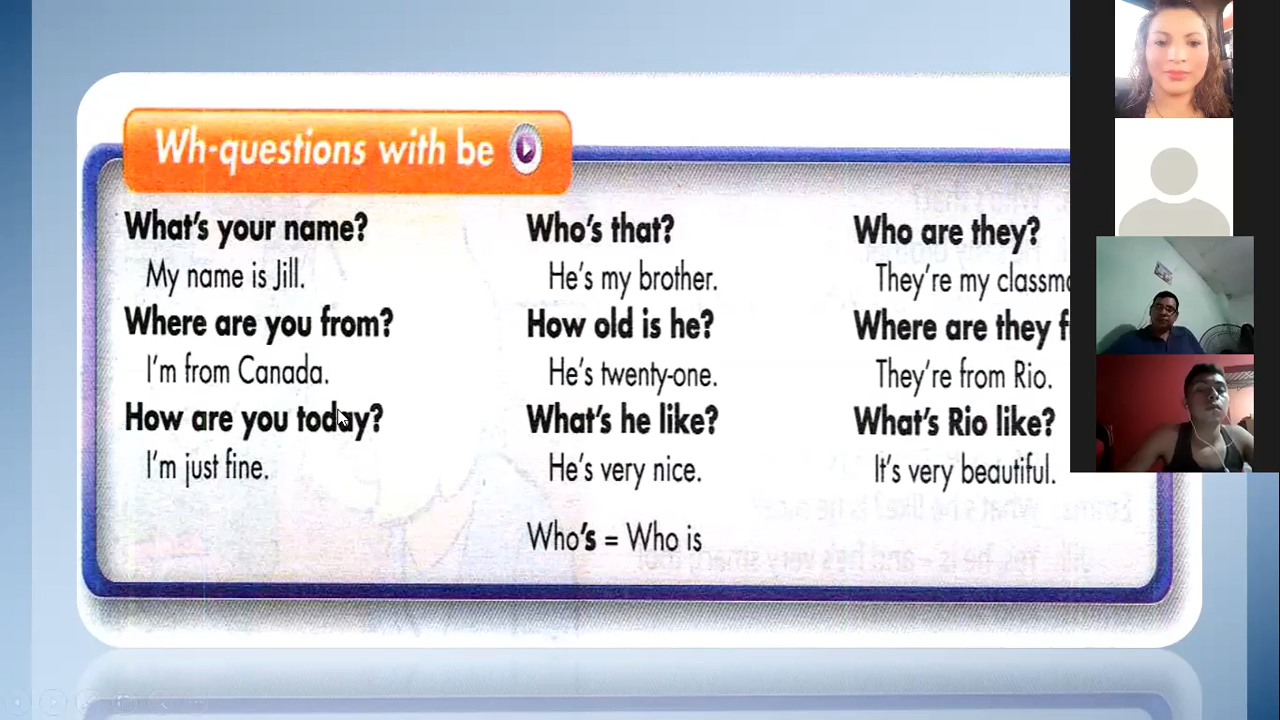 Wh-questions with be
What's your name?
My name is Jill.
Where are you from?
I'm from Canada.
How are you today?
I'm just fine.
Who's that?
He's my brother.
How old is he?
He's twenty-one.
What's he like?
He's very nice.
Who's = Who is
Who are they?
They're my
Where are they
They're from Rio.
What's Rio like?
It's very beautiful.